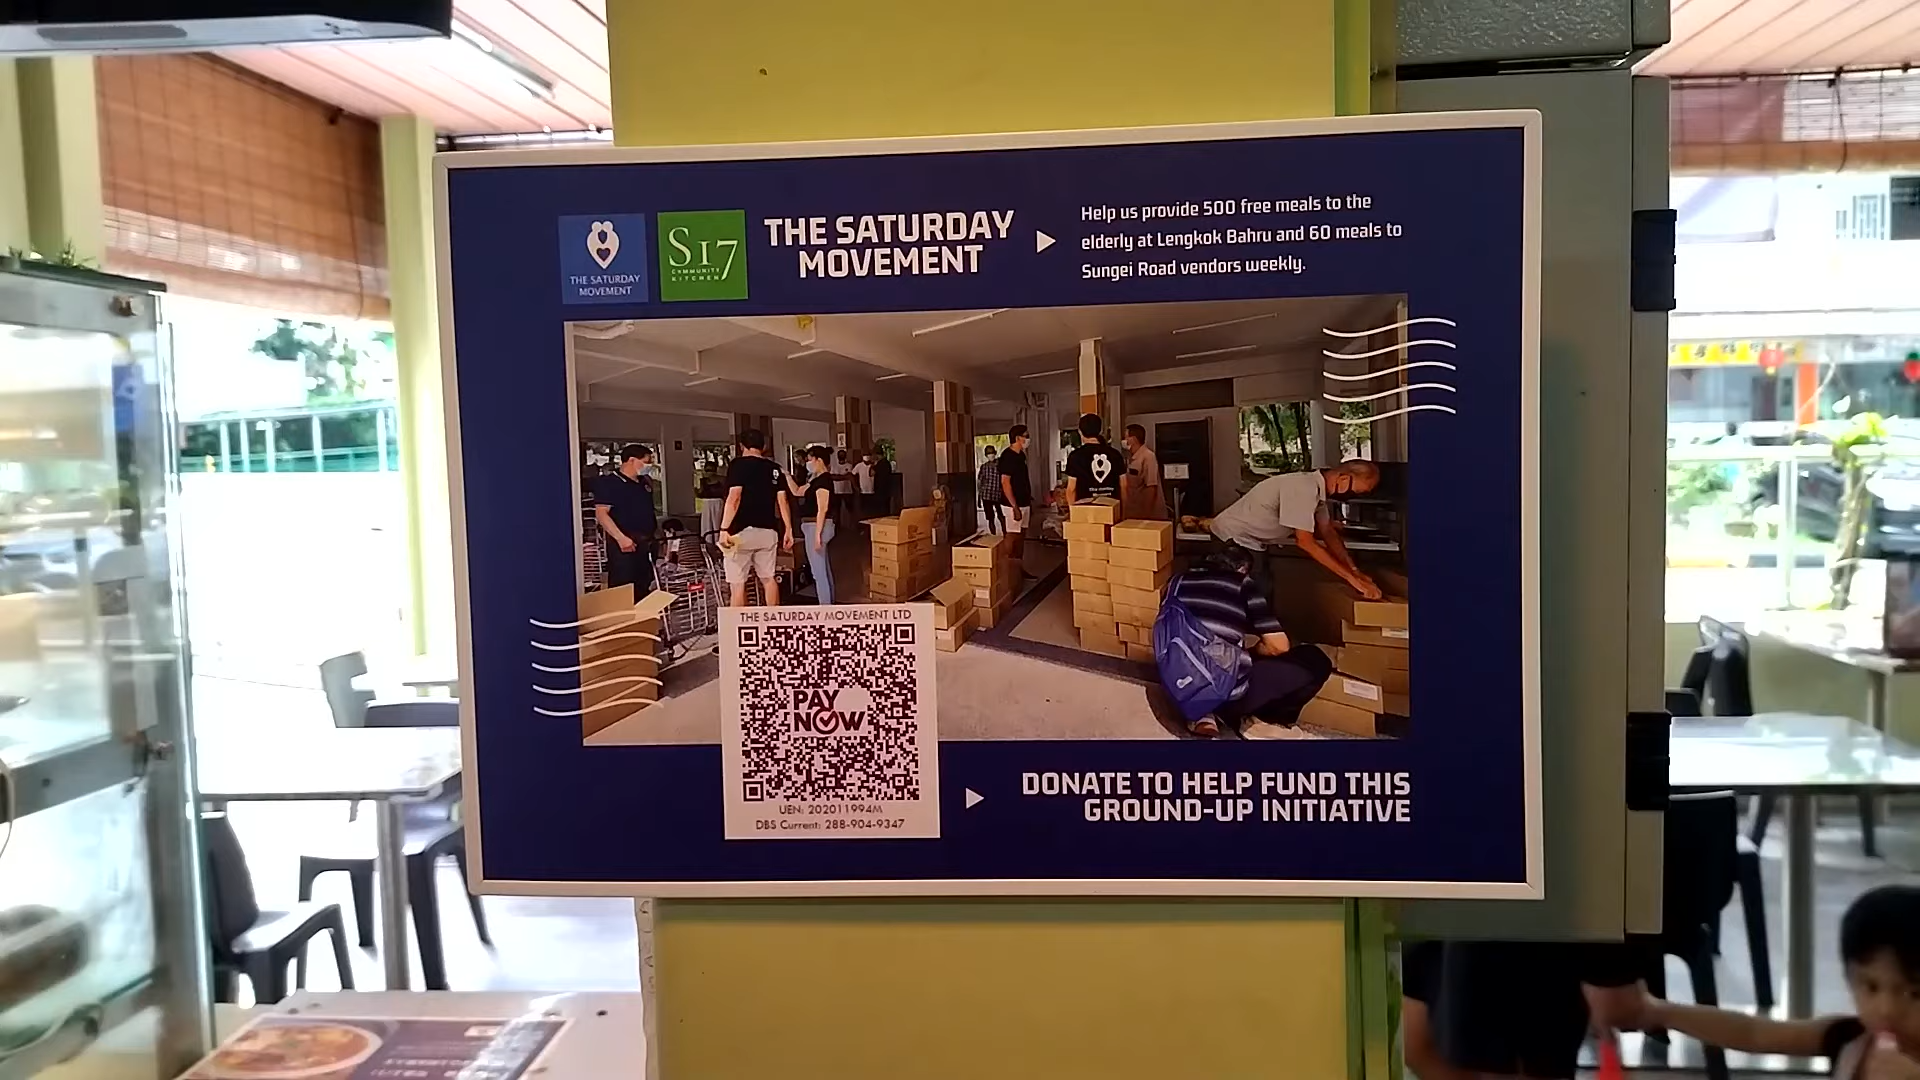 THE SATURDAY
MOVEMENT
S17
COMMUNITY
KITCHEN
THE SATURDAY
MOVEMENT
Help us provide 500 free meals to the
elderly at Lengkok Bahru and 60 meals to
Sungei Road vendors weekly.
THE SATURDAY MOVEMENT LTD
PAY
NOW
UEN: 202011994M
DBS Current: 288-904-9347
DONATE TO HELP FUND THIS
GROUND-UP INITIATIVE